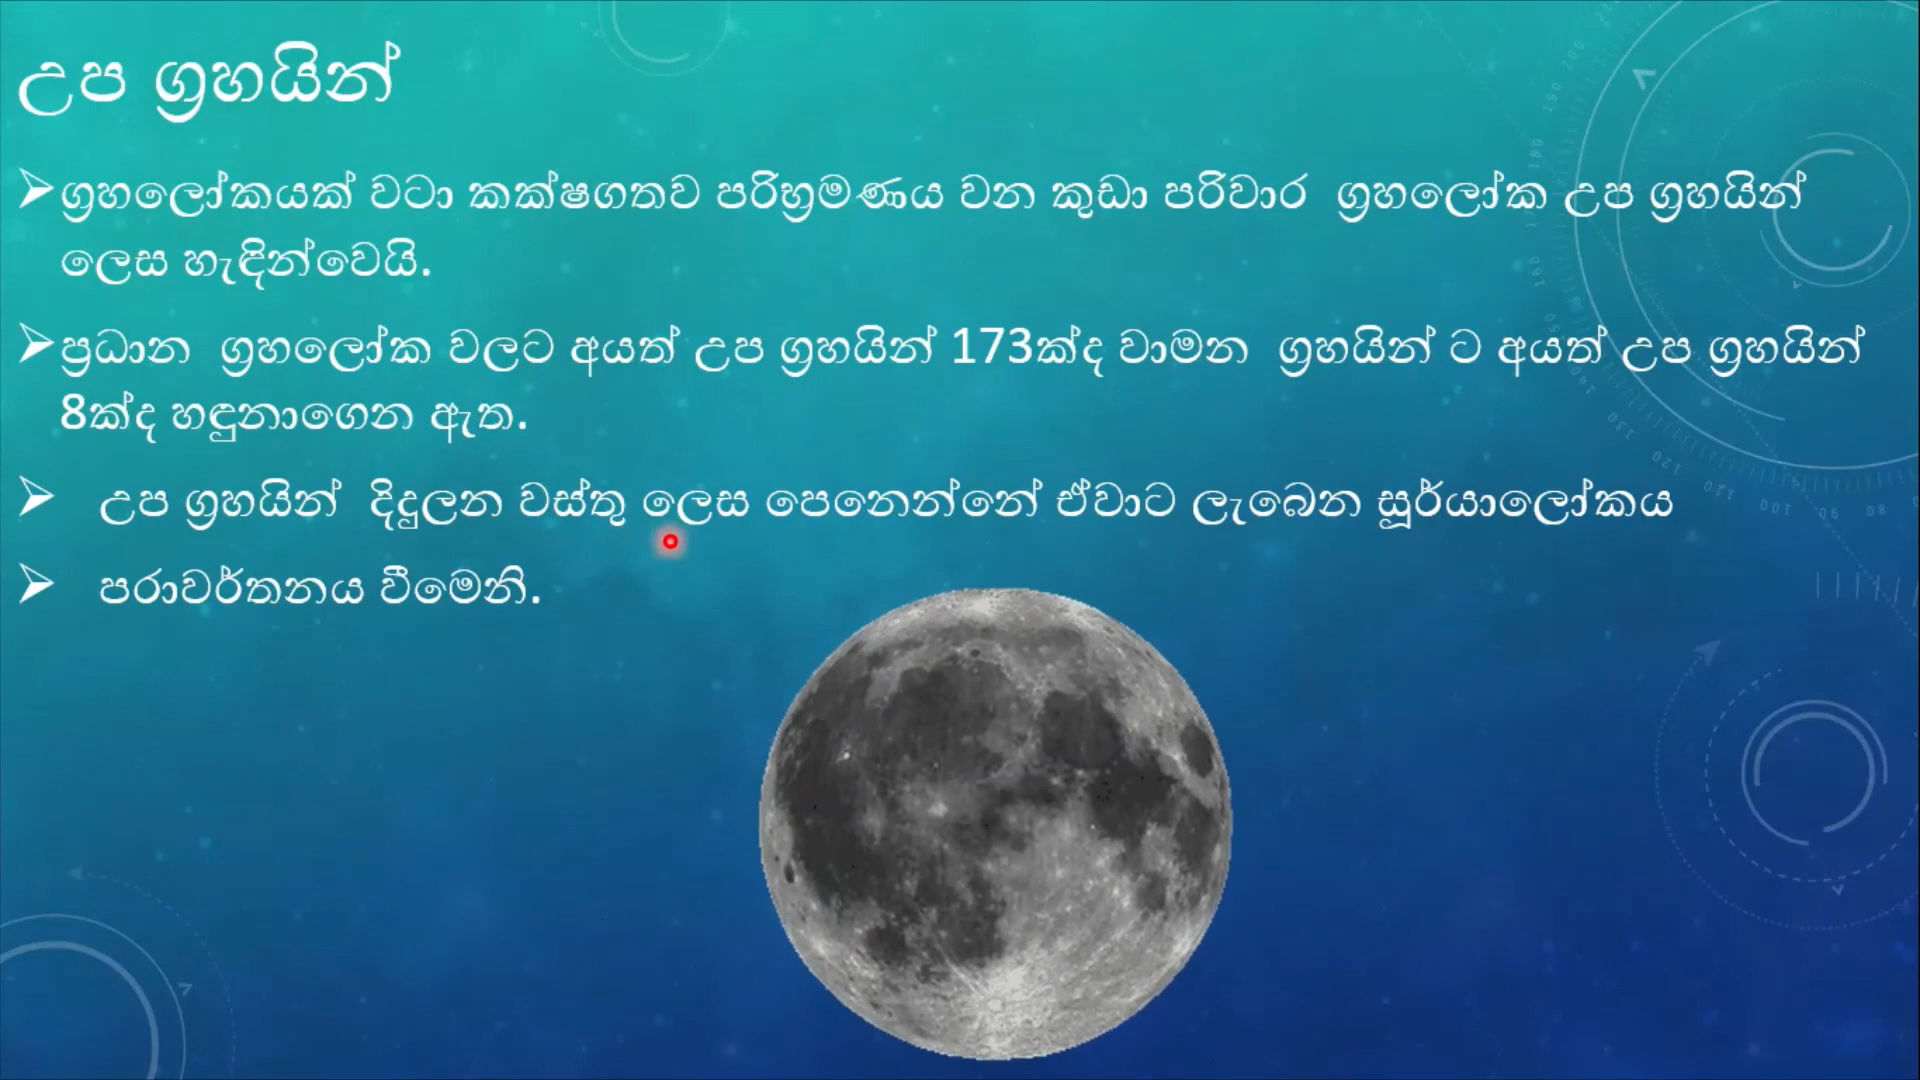 උප ග්‍රහයින්
ග්‍රහලෝකයක් වටා කක්ෂගතව පරිභ්‍රමණය වන කුඩා පරිවාර ග්‍රහලෝක උප ග්‍රහයින්
ලෙස හැඳින්වෙයි.
ප්‍රධාන ග්‍රහලෝක වලට අයත් උප ග්‍රහයින් 173ක්ද වාමන ග්‍රහයින් ට අයත් උප ග්‍රහයින්
8ක්ද හඳුනාගෙන ඇත.
උප ග්‍රහයින් දිදුලන වස්තු ලෙස පෙනෙන්නේ ඒවාට ලැබෙන සූර්යාලෝකය
පරාවර්තනය වීමෙනි.